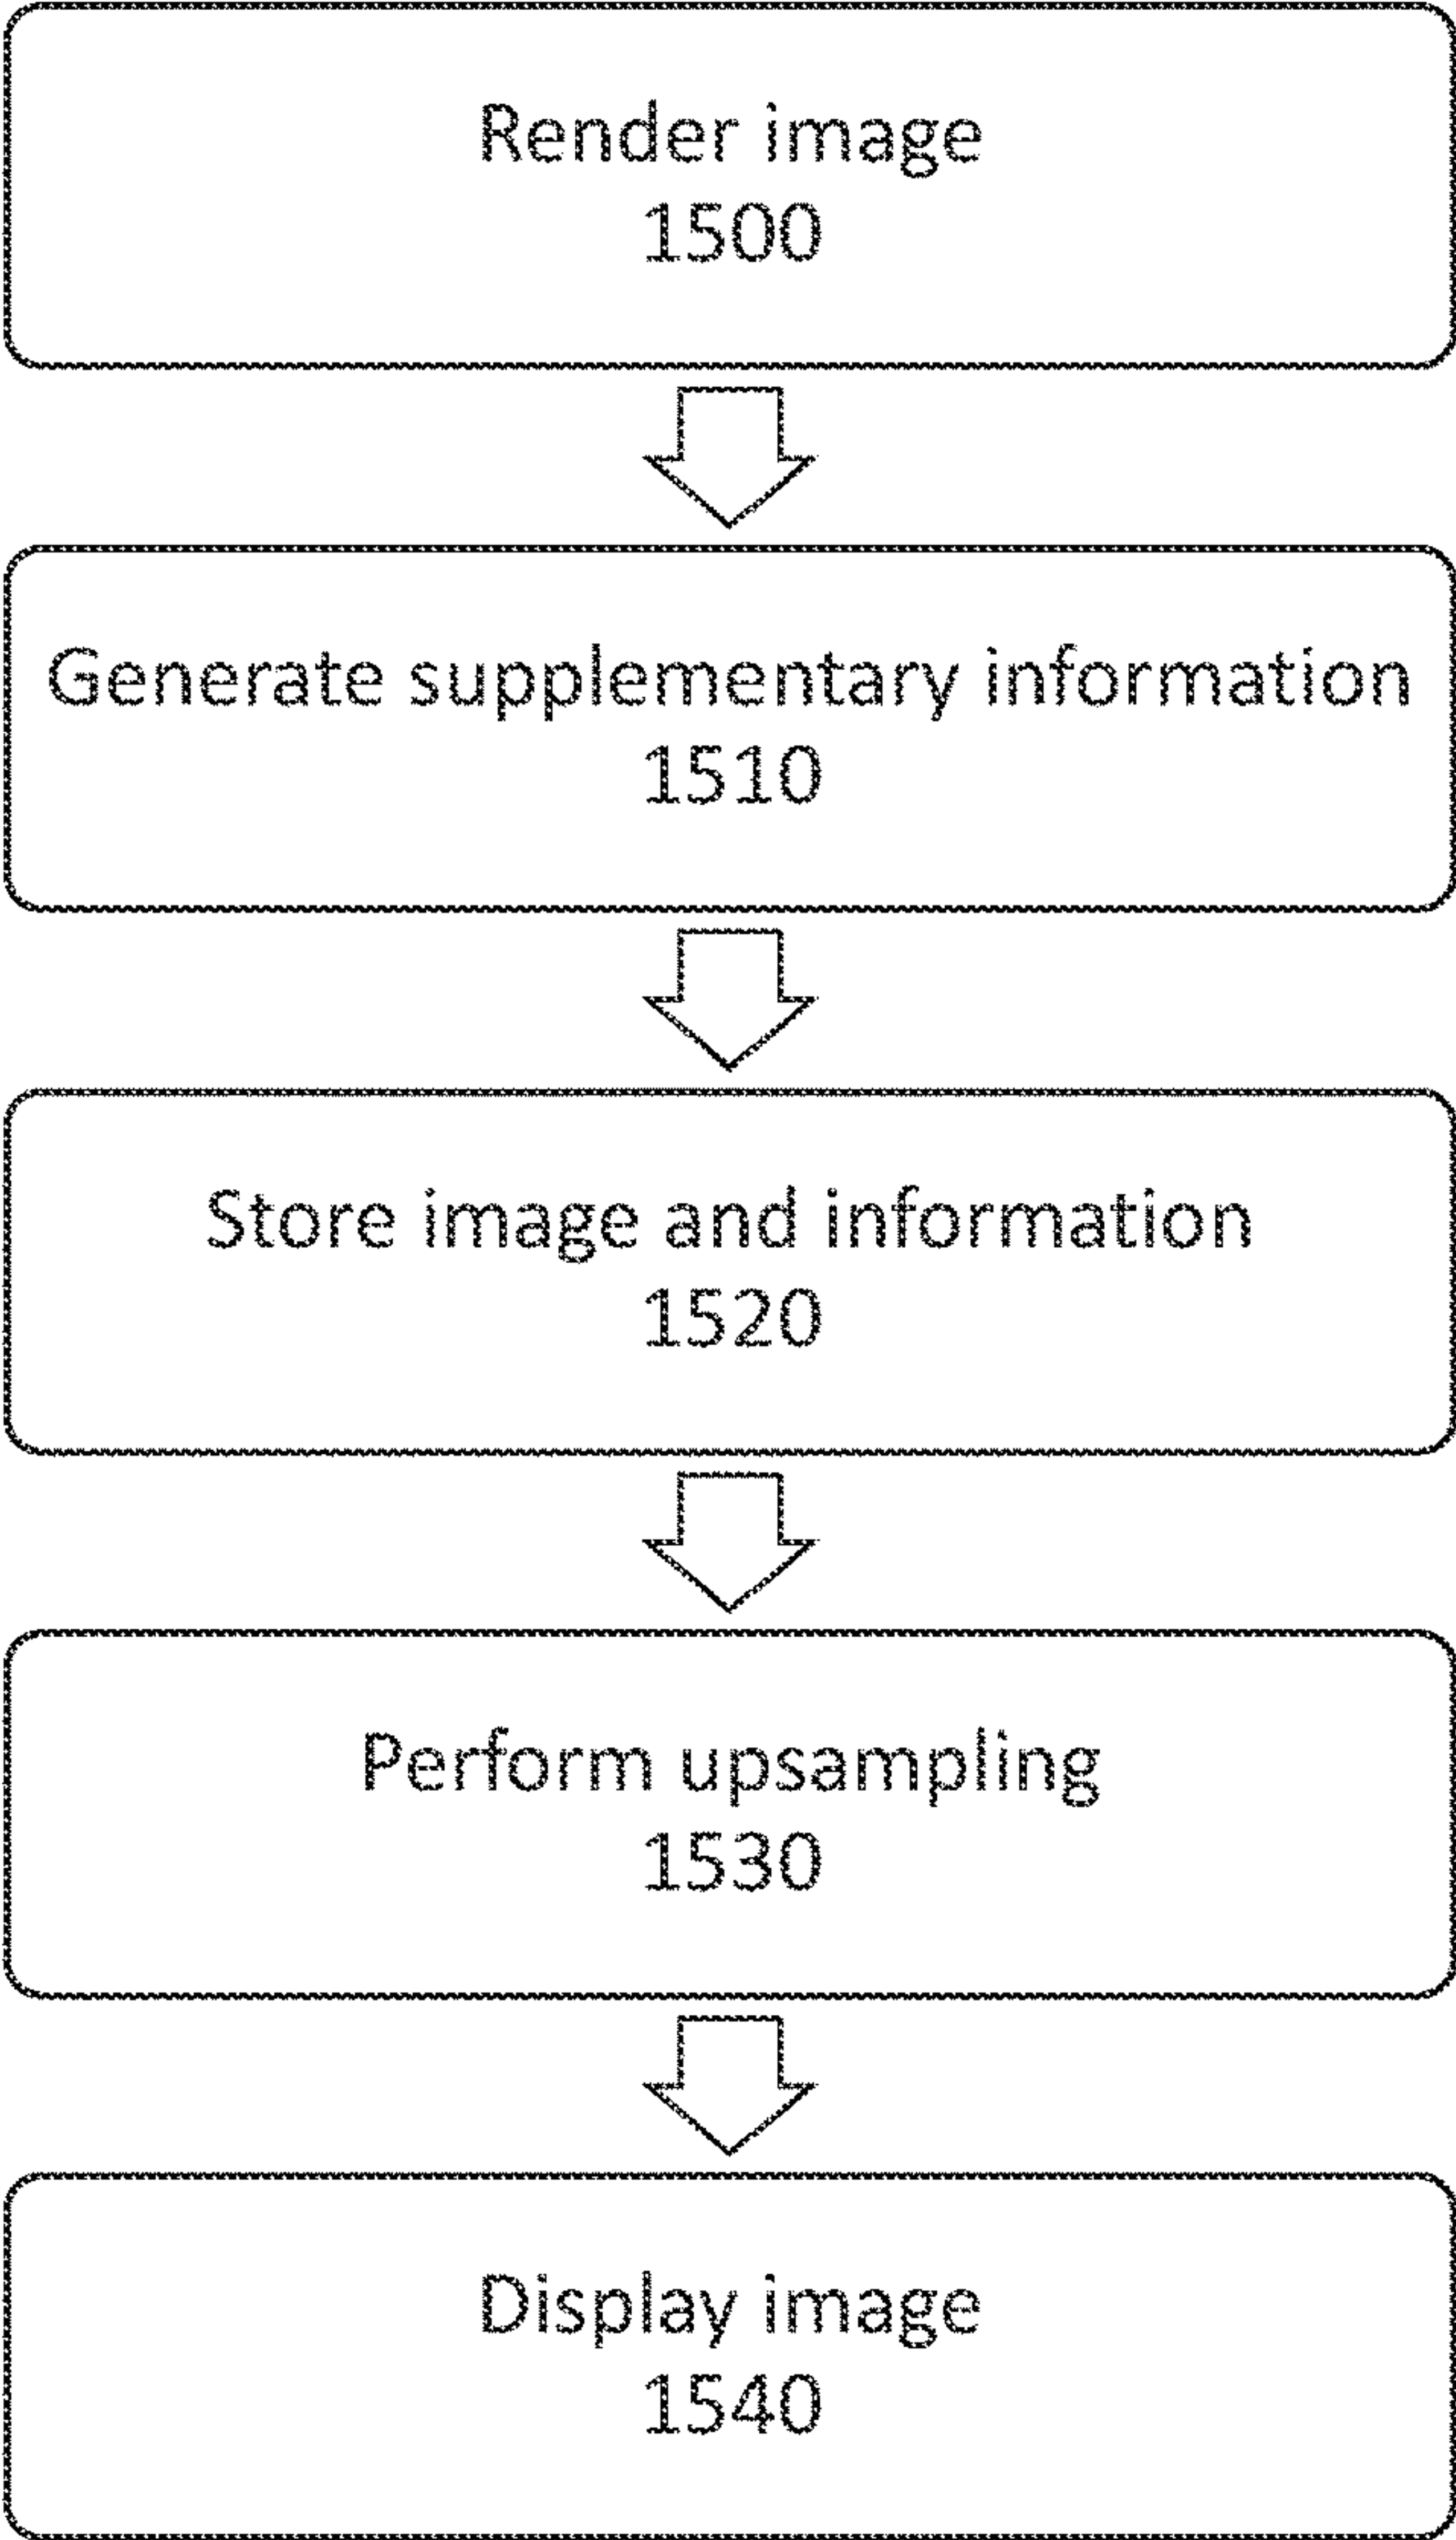 Render image
1500
Generate supplementary information
1510
Store image and information
1520
Perform upsampling
1530
Display image
1540